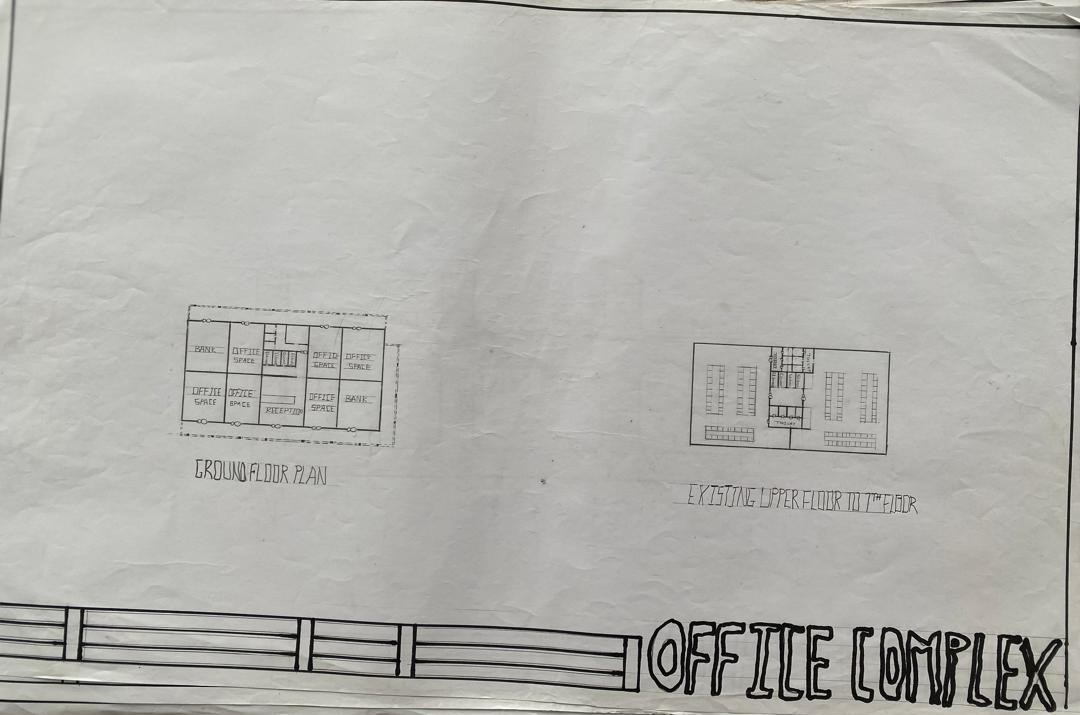 BANK
OFFICE
SPACE
OFFICE
SPACE
OFFICE
SPACE
OFFICE
SPACE
OFFICE
SPACE
RECEPTION
OFFICE
SPACE
BANK
GROUND FLOOR PLAN
TOILET
EXISTING UPPER FLOOR TO 7TH FLOOR
OFFICE COMPLEX